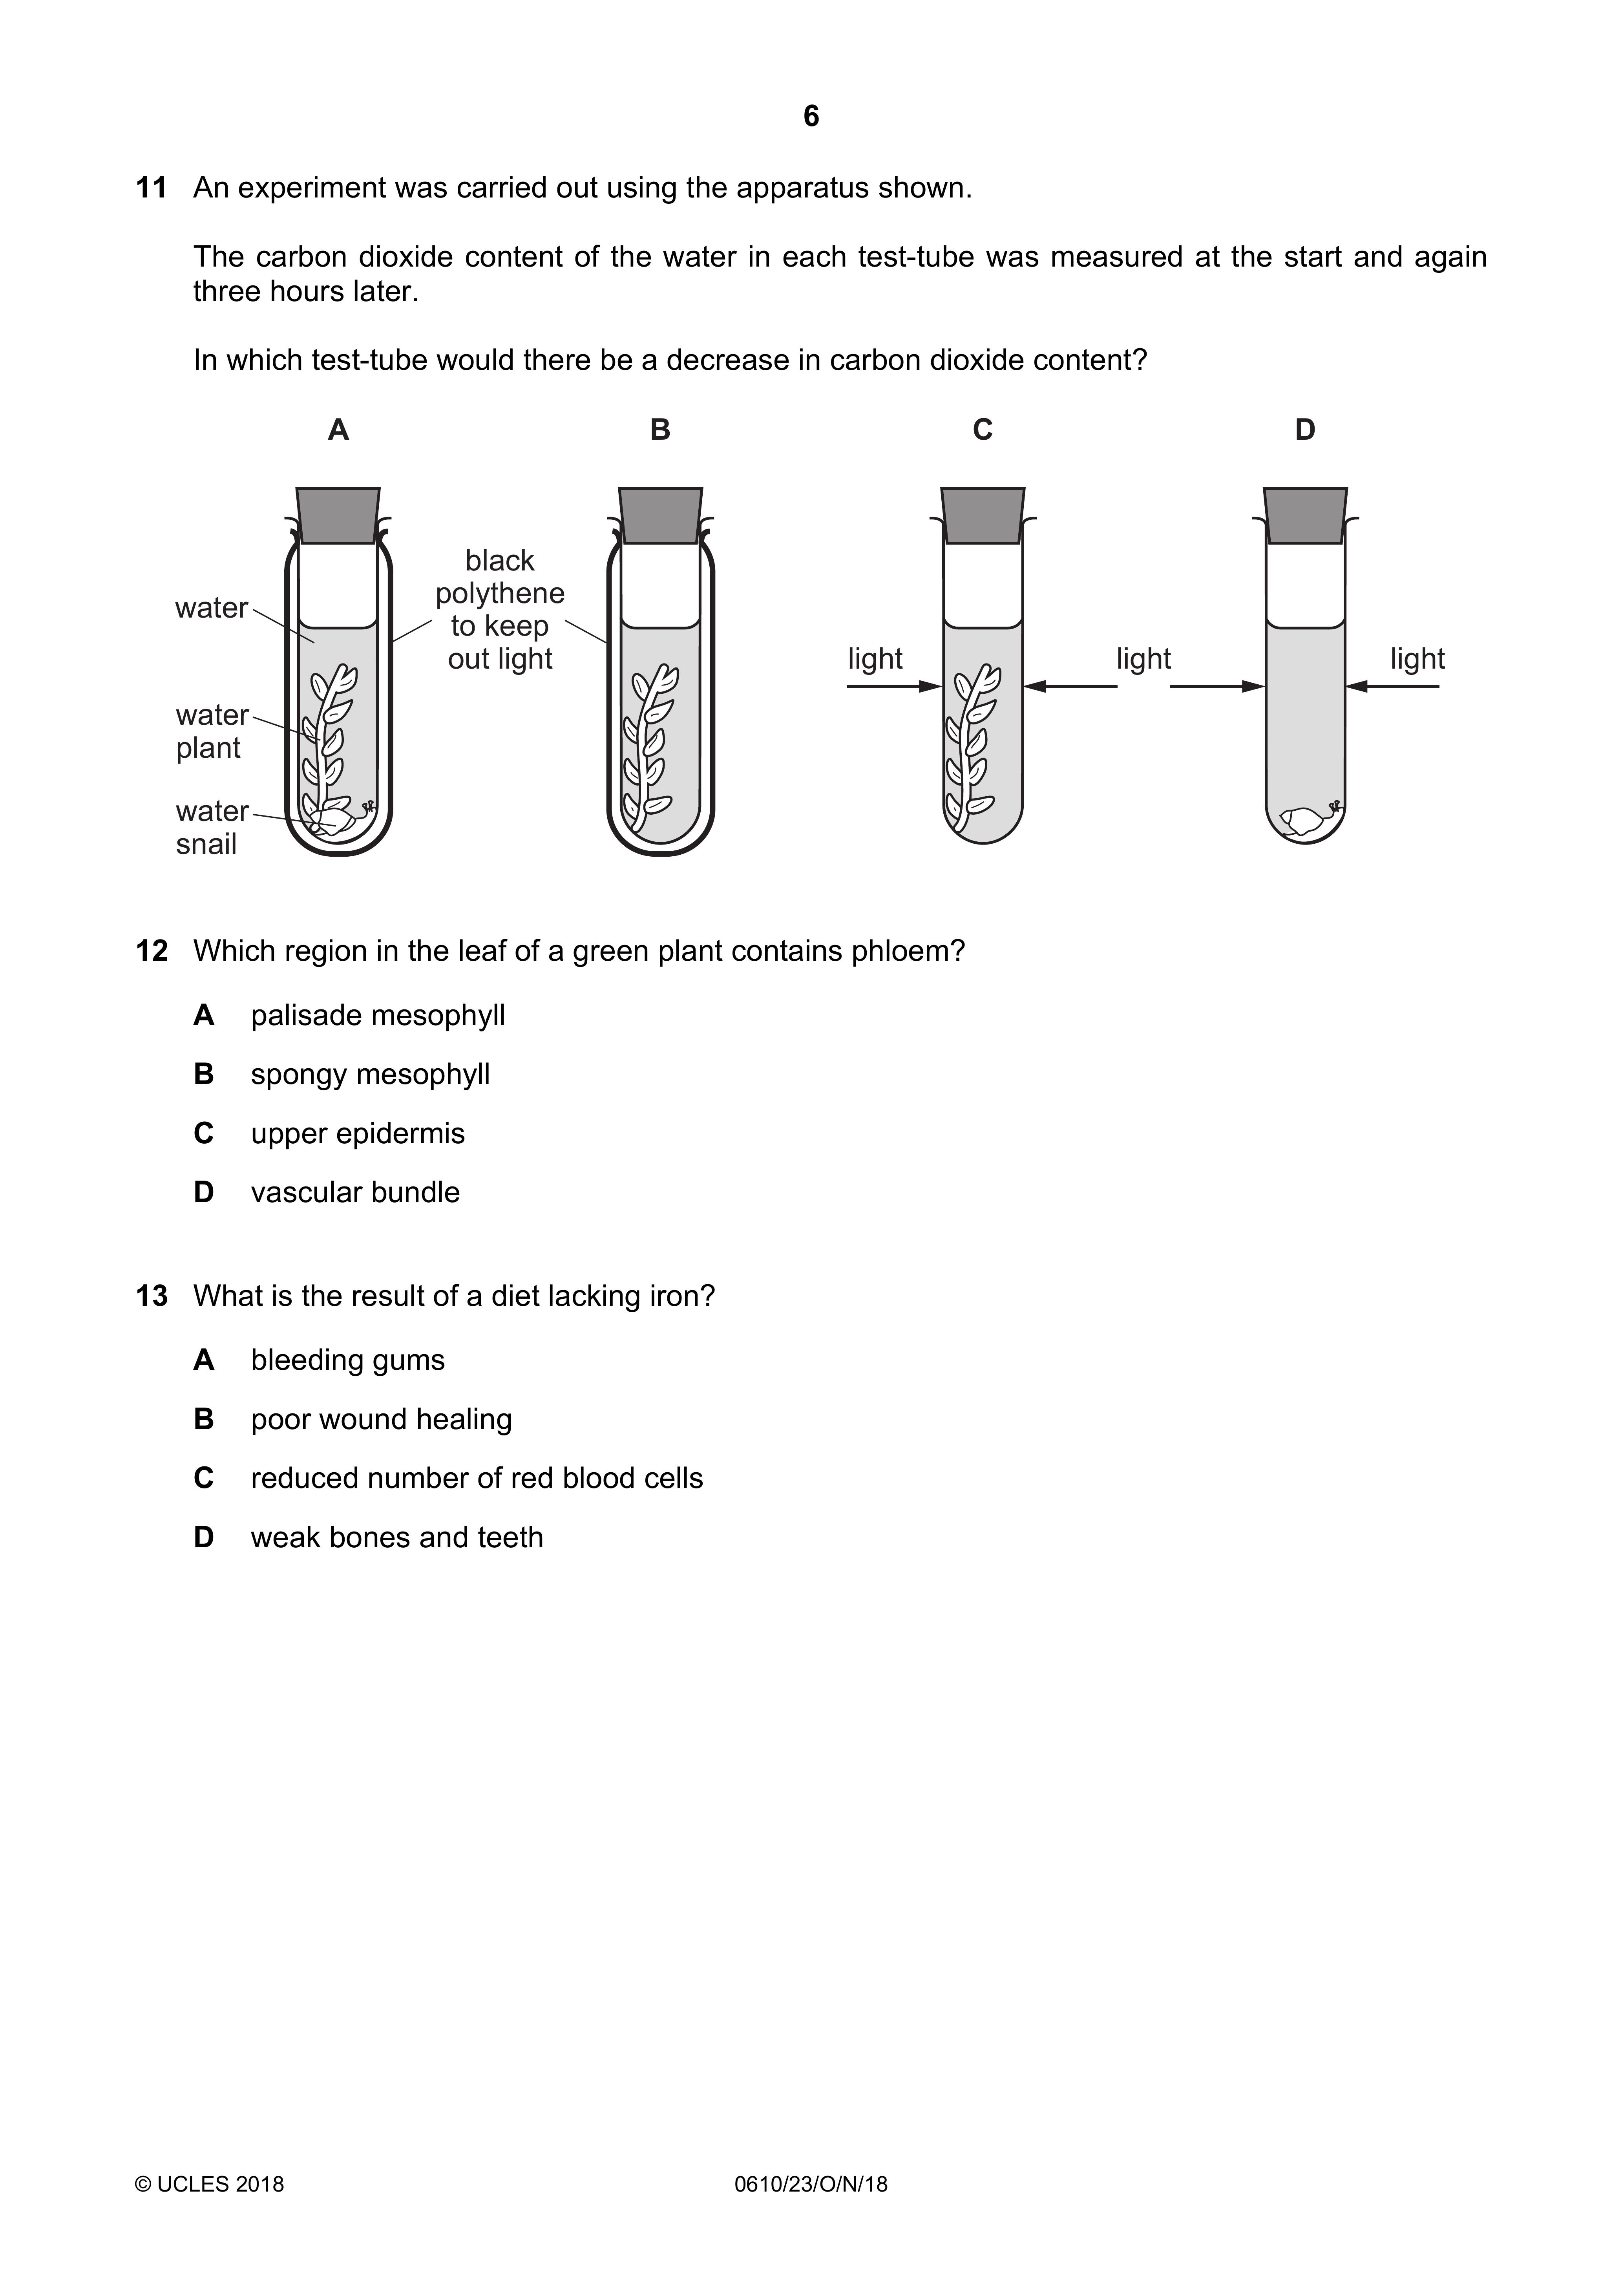 6
11 An experiment was carried out using the apparatus shown.
The carbon dioxide content of the water in each test-tube was measured at the start and again
three hours later.
In which test-tube would there be a decrease in carbon dioxide content?
A B C D
water
water
plant
water
snail
black
polythene
to keep
out light
light light light
12 Which region in the leaf of a green plant contains phloem?
A palisade mesophyll
B spongy mesophyll
C upper epidermis
D vascular bundle
13 What is the result of a diet lacking iron?
A bleeding gums
B poor wound healing
C reduced number of red blood cells
D weak bones and teeth
© UCLES 2018 0610/23/O/N/18